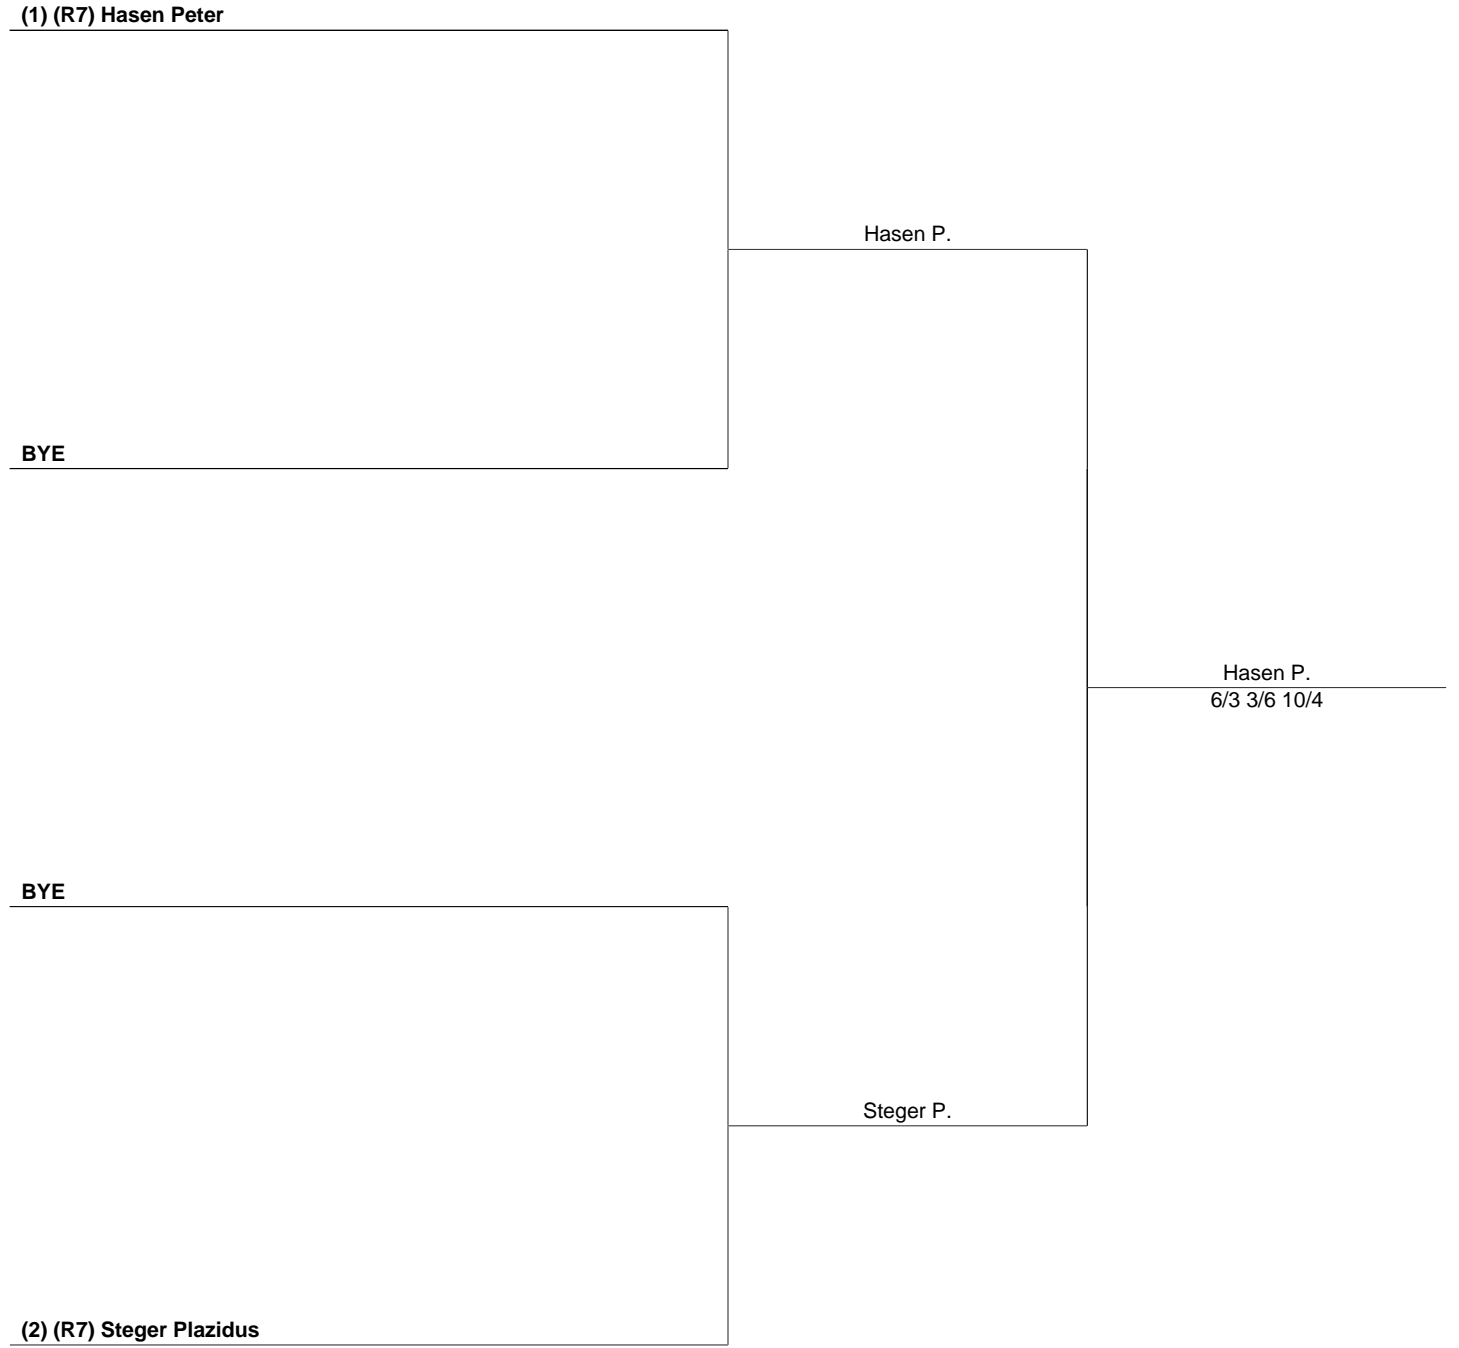 (1) (R7) Hasen Peter
Hasen P.
BYE
Hasen P.
6/3 3/6 10/4
BYE
Steger P.
(2) (R7) Steger Plazidus